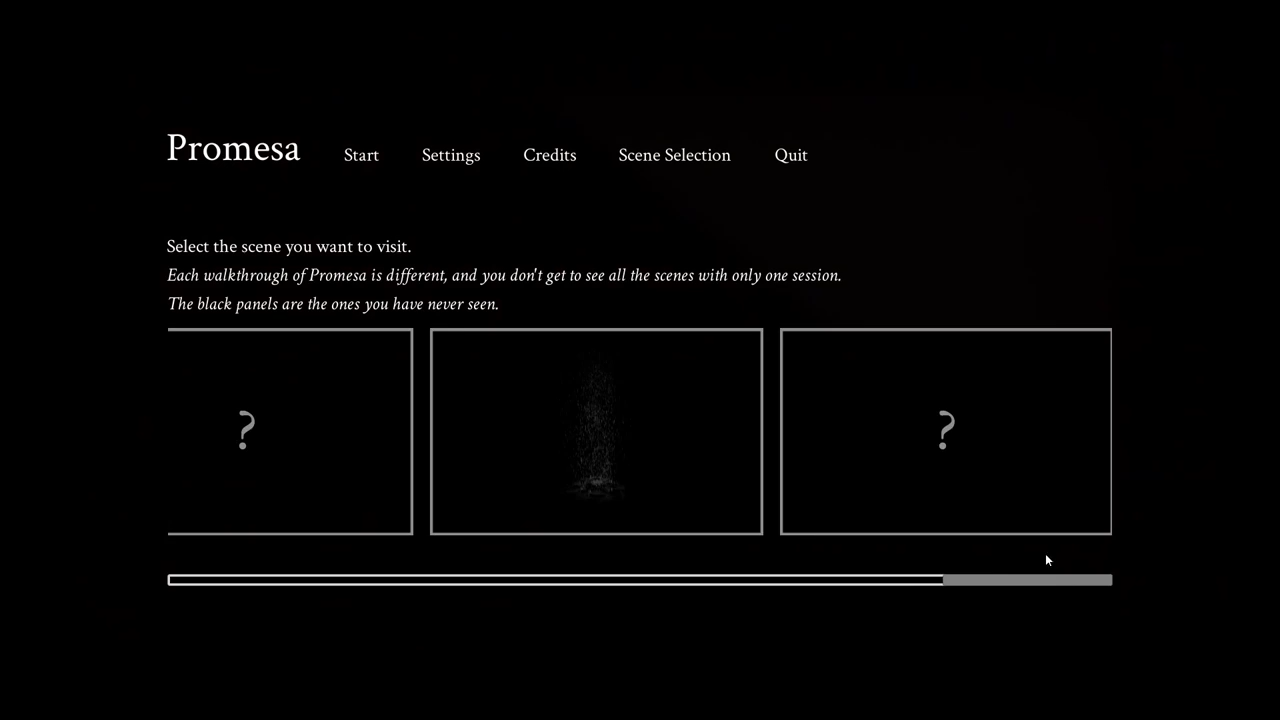 Promesa Start Settings Credits Scene Selection Quit
Select the scene you want to visit.
Each walkthrough of Promesa is different, and you don't get to see all the scenes with only one session.
The black panels are the ones you have never seen.
? ?